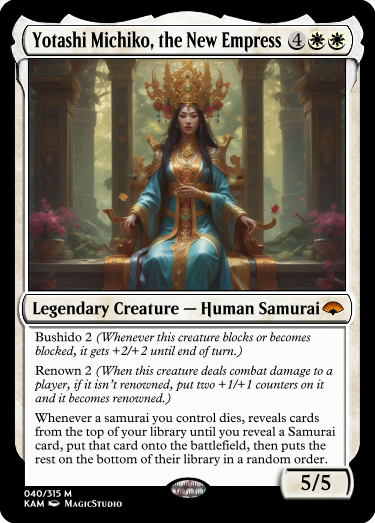 Yotashi Michiko, the New Empress 4
Legendary Creature — Human Samurai
Bushido 2 (Whenever this creature blocks or becomes
blocked, it gets +2/+2 until end of turn.)
Renown 2 (When this creature deals combat damage to a
player, if it isn't renowned, put two +1/+1 counters on it
and it becomes renowned.)
Whenever a samurai you control dies, reveals cards
from the top of your library until you reveal a Samurai
card, put that card onto the battlefield, then puts the
rest on the bottom of their library in a random order.
5/5
040/315 M
KAM MagicStudio